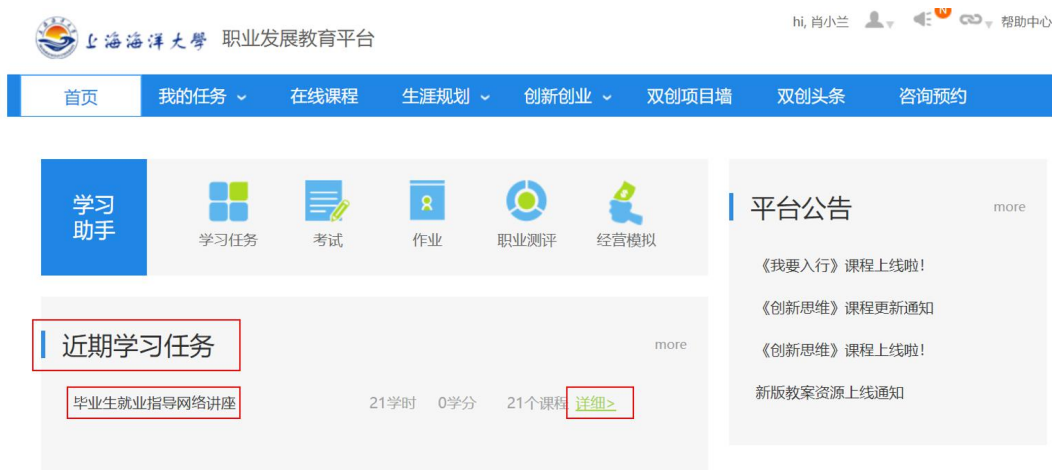 hi, 肖小兰 N 帮助中心
上海海洋大學 职业发展教育平台
首页 我的任务 在线课程 生涯规划 创新创业 双创项目墙 双创头条 咨询预约
学习
助手
学习任务 考试 作业 职业测评 经营模拟
平台公告 more
《我要入行》课程上线啦!
《创新思维》课程更新通知
《创新思维》课程上线啦!
新版教案资源上线通知
近期学习任务 more
毕业生就业指导网络讲座 21学时 0学分 21个课程 详细>